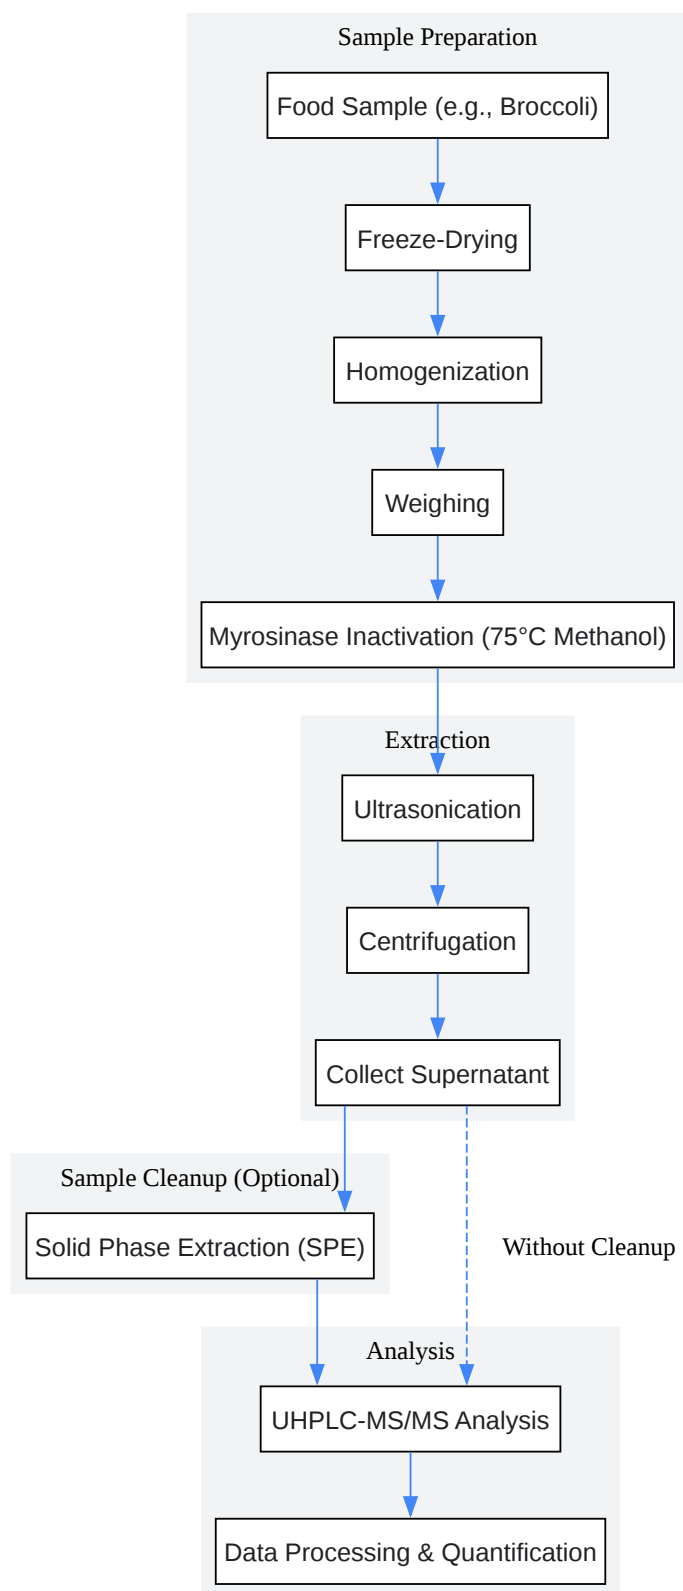 Sample Preparation
Food Sample (e.g., Broccoli)
Freeze-Drying
Homogenization
Weighing
Myrosinase Inactivation (75°C Methanol)
Extraction
Ultrasonication
Centrifugation
Collect Supernatant
Sample Cleanup (Optional)
Solid Phase Extraction (SPE)
Without Cleanup
Analysis
UHPLC-MS/MS Analysis
Data Processing & Quantification